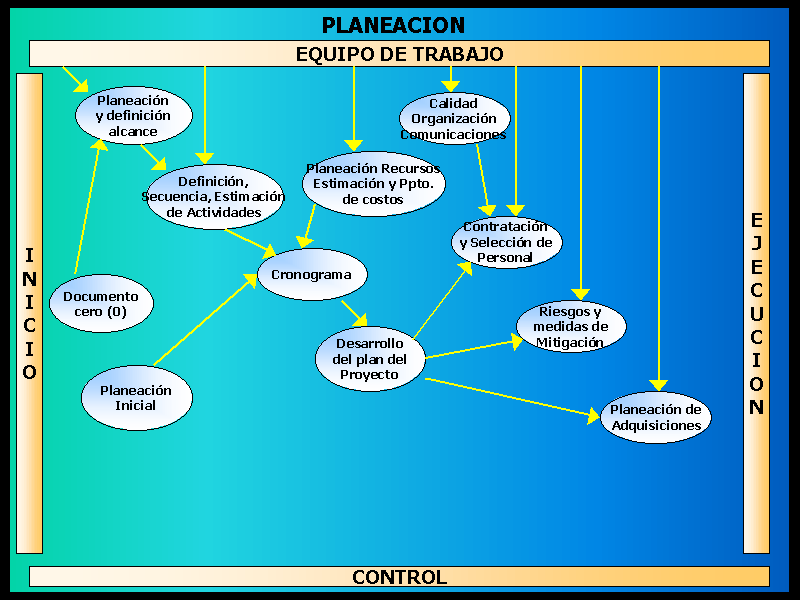 PLANEACION
EQUIPO DE TRABAJO
INICIO
Planeación
y definición
alcance
Calidad
Organización
Comunicaciones
Definición,
Secuencia, Estimación
de Actividades
Planeación Recursos
Estimación y Ppto.
de costos
Contratación
y Selección de
Personal
Cronograma
Documento
cero (0)
Riesgos y
medidas de
Mitigación
Desarrollo
del plan del
Proyecto
Planeación
Inicial
Planeación de
Adquisiciones
EJECUCION
CONTROL